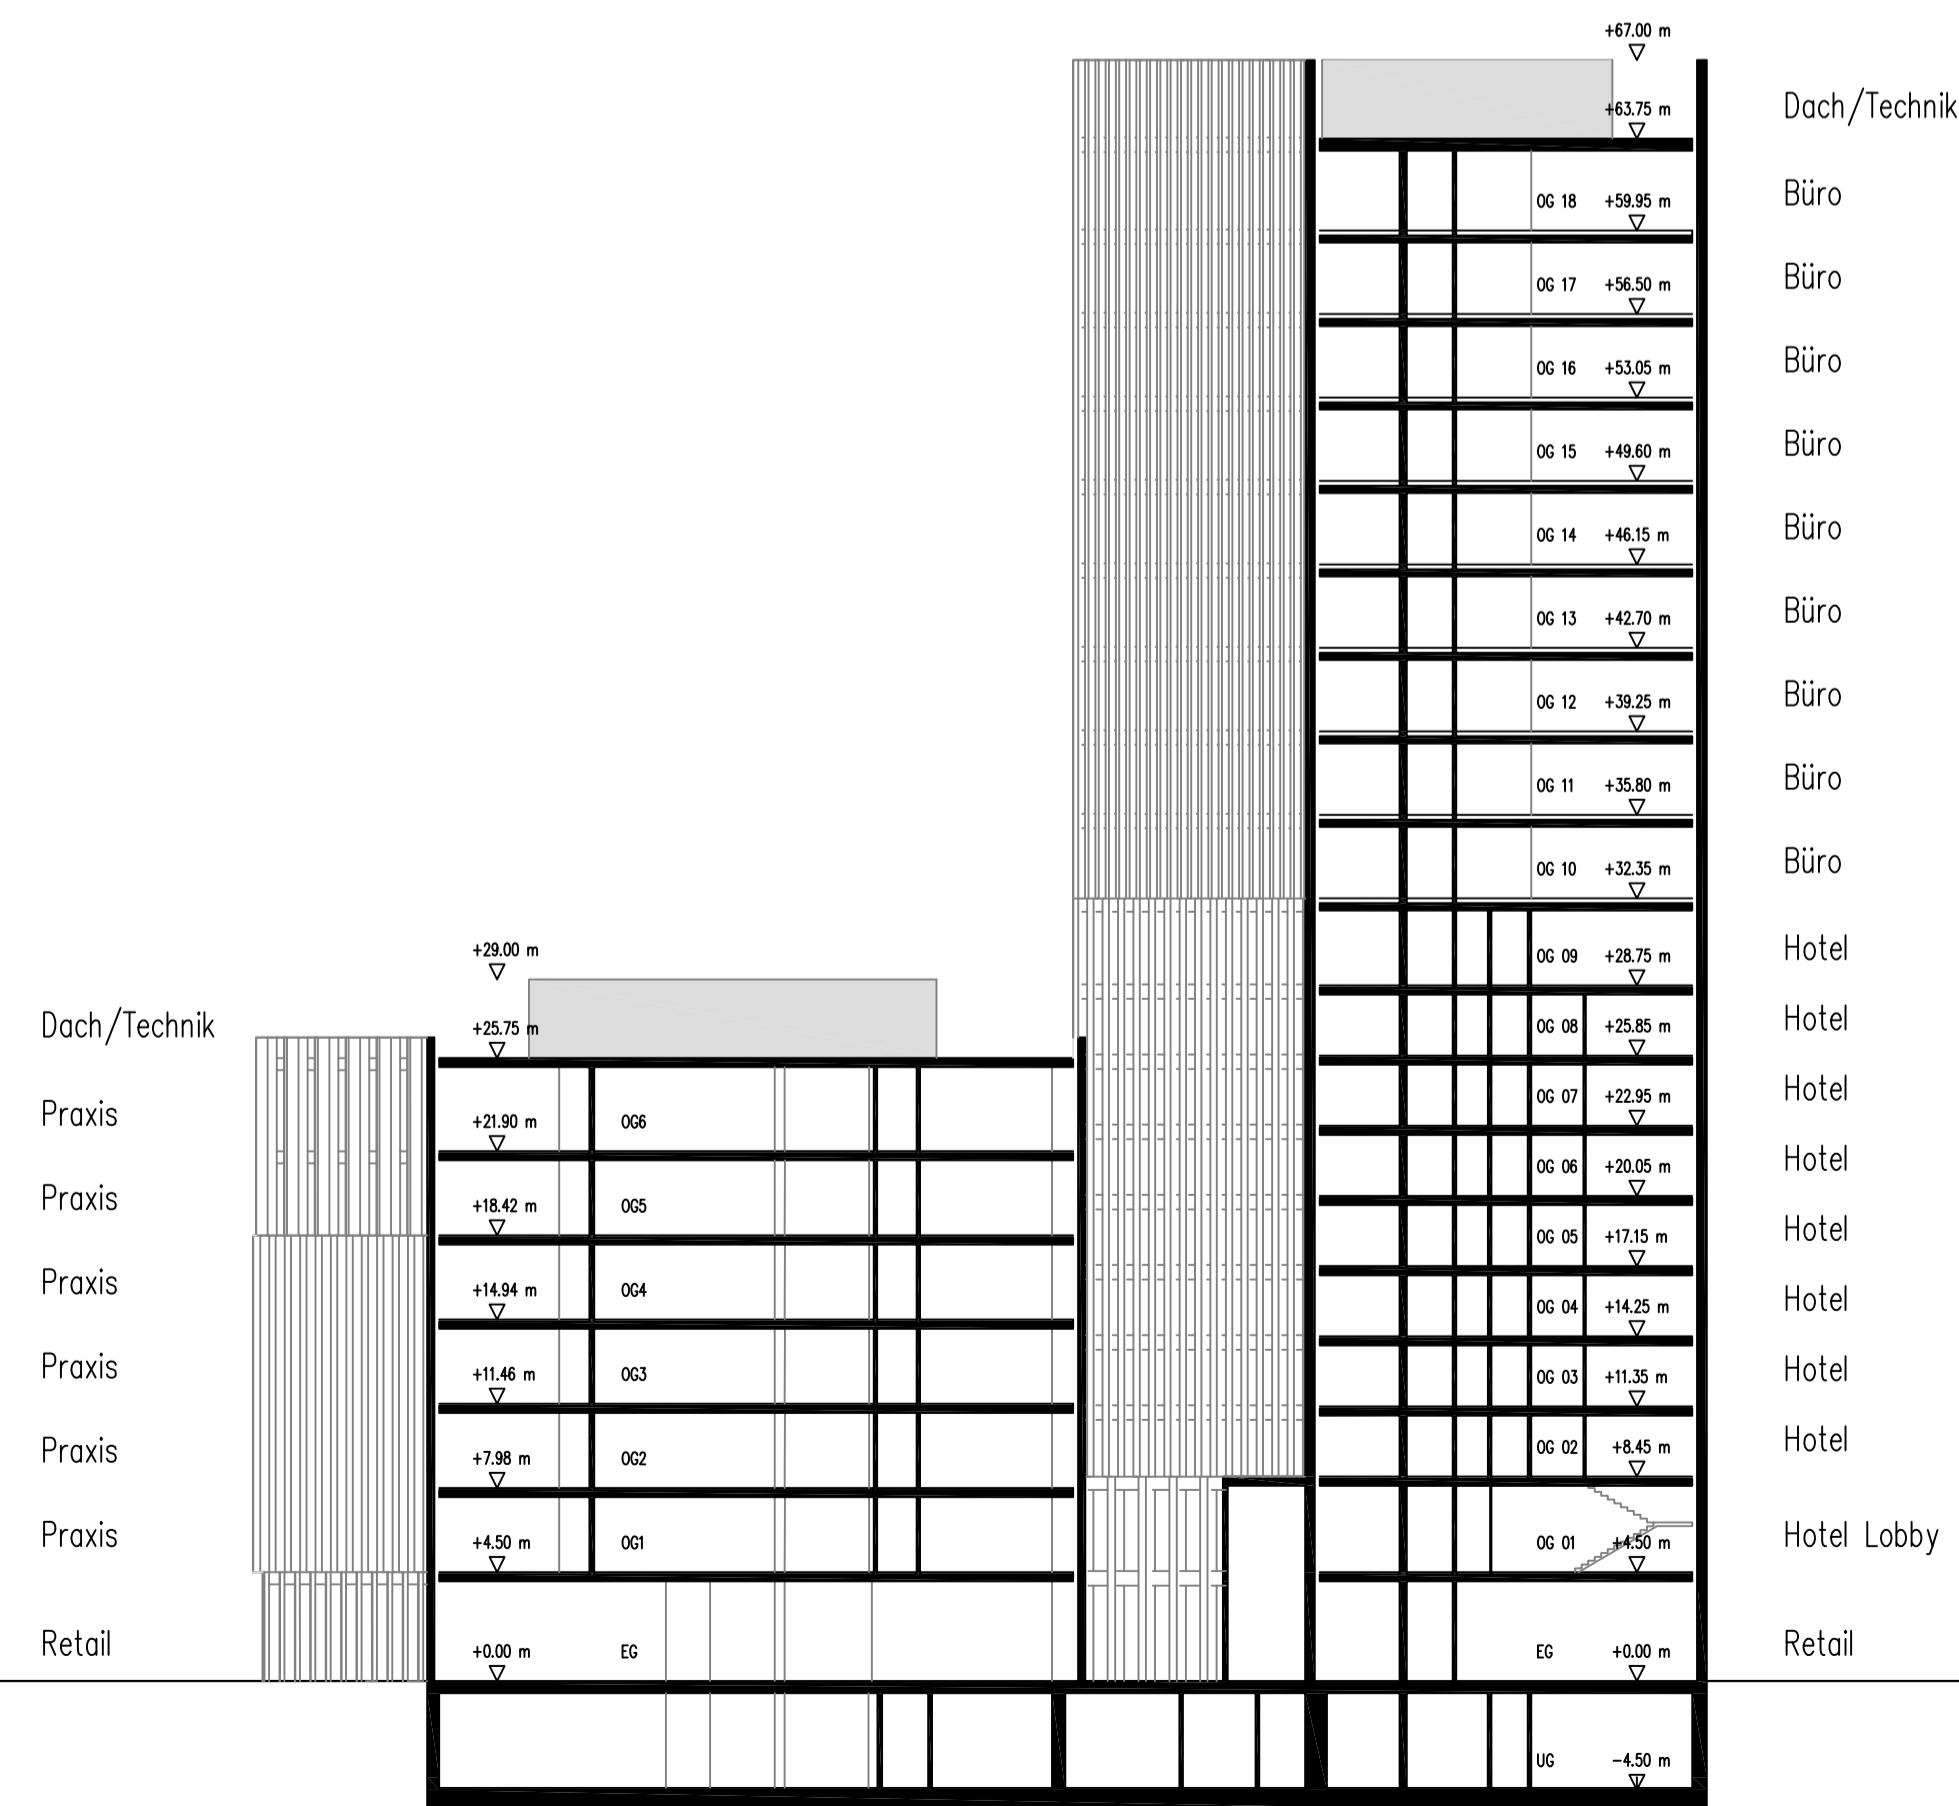 +67.00 m
+63.75 m Dach/Technik
OG 18 +59.95 m Büro
OG 17 +56.50 m Büro
OG 16 +53.05 m Büro
OG 15 +49.60 m Büro
OG 14 +46.15 m Büro
OG 13 +42.70 m Büro
OG 12 +39.25 m Büro
OG 11 +35.80 m Büro
OG 10 +32.35 m Büro
+29.00 m OG 09 +28.75 m Hotel
Dach/Technik +25.75 m OG 08 +25.85 m Hotel
OG 07 +22.95 m Hotel
Praxis +21.90 m OG6
OG 06 +20.05 m Hotel
Praxis +18.42 m OG5
OG 05 +17.15 m Hotel
Praxis +14.94 m OG4
OG 04 +14.25 m Hotel
Praxis +11.46 m OG3 OG 03 +11.35 m Hotel
Praxis +7.98 m OG2 OG 02 +8.45 m Hotel
Praxis +4.50 m OG1 OG 01 +4.50 m Hotel Lobby
Retail +0.00 m EG EG +0.00 m Retail
UG -4.50 m